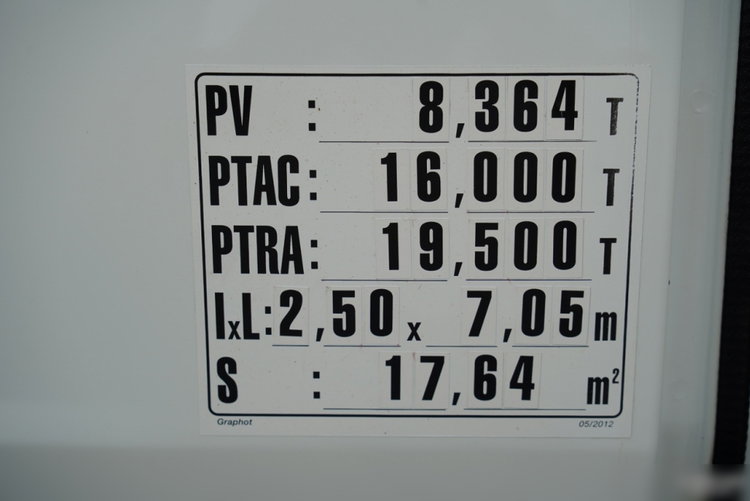 PV : 8,364 T
PTAC: 16,000 T
PTRA: 19,500 T
lxL: 2,50 x 7,05 m
S : 17,64 m²
Graphot 05/2012